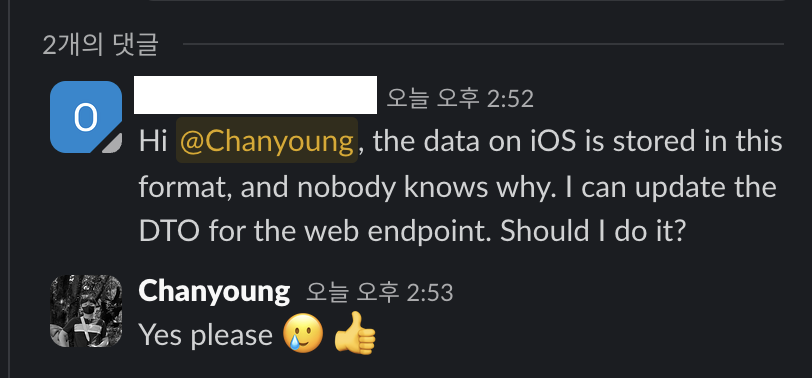 2개의 댓글
O
오늘 오후 2:52
Hi @Chanyoung, the data on iOS is stored in this
format, and nobody knows why. I can update the
DTO for the web endpoint. Should I do it?
Chanyoung 오늘 오후 2:53
Yes please 🥲 👍